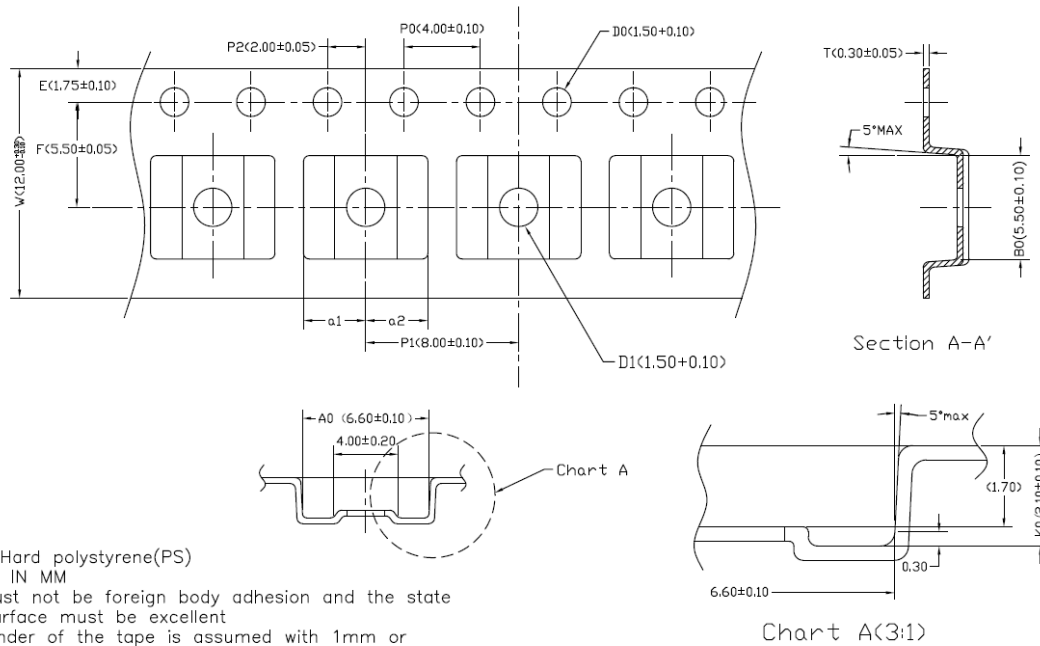 P0(4.00±0.10)
D0(1.50+0.10)
P2(2.00±0.05)
T(0.30±0.05)
E(1.75±0.10)
F(5.50±0.05)
W(12.00
5°MAX
B0(5.50±0.10)
a1
a2
P1(8.00±0.10)
D1(1.50+0.10)
Section A-A'
A0 (6.60±0.10)
4.00±0.20
Chart A
5°max
(1.70)
0.30
6.60±0.10
Chart A(3:1)
Hard polystyrene(PS)
IN MM
ust not be foreign body adhesion and the state
urface must be excellent
nder of the tape is assumed with 1mm or